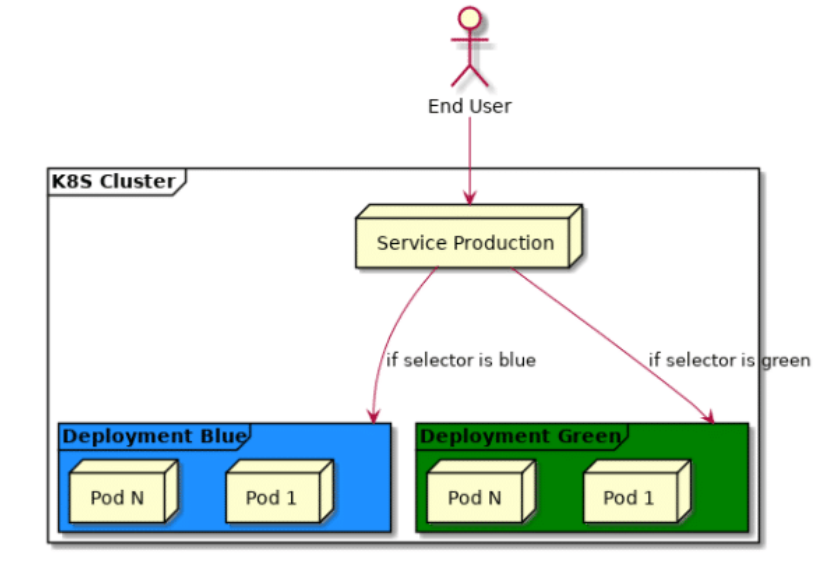 End User
K8S Cluster
Service Production
if selector is blue
if selector is green
Deployment Blue
Deployment Green
Pod N
Pod 1
Pod N
Pod 1